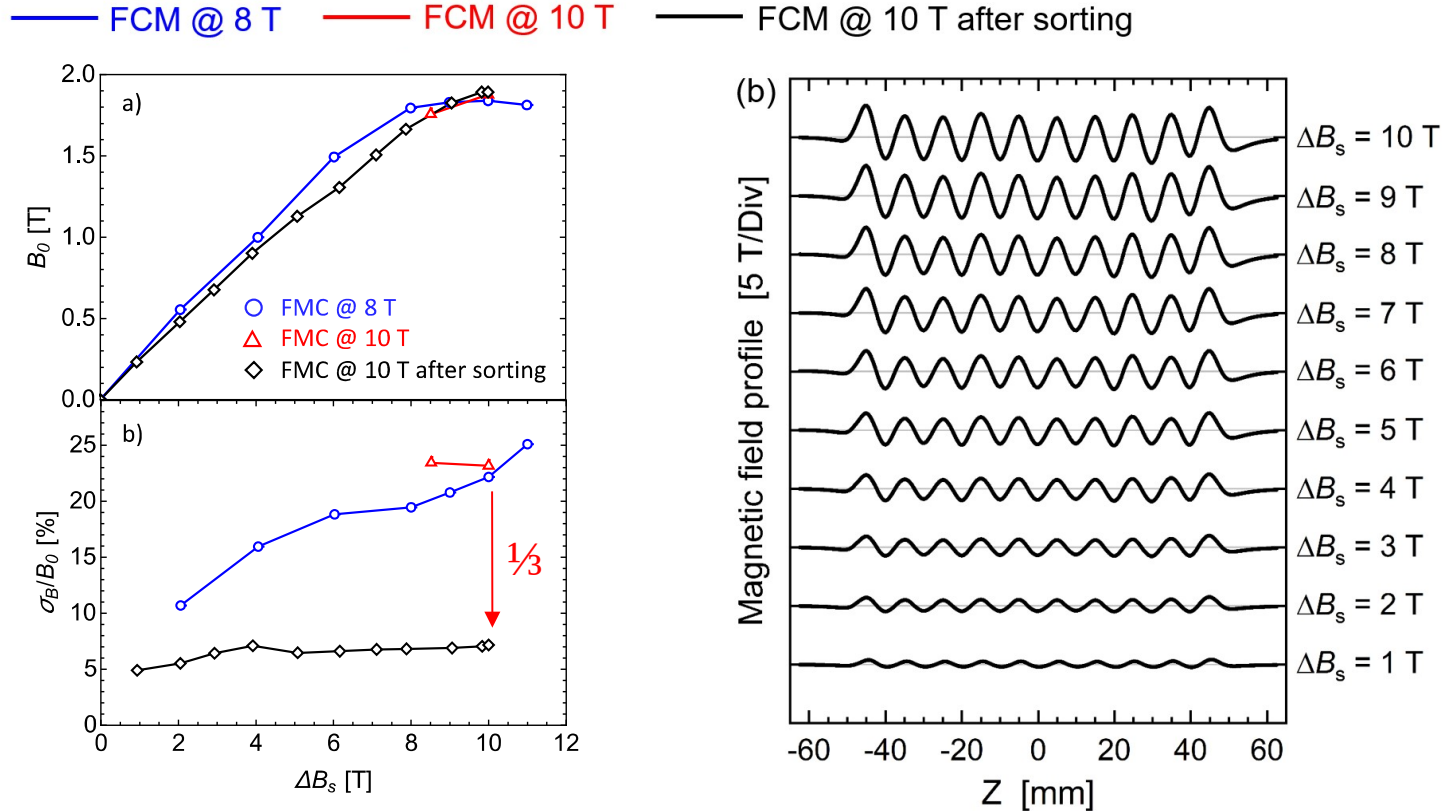 FCM @ 8 T
FCM @ 10 T
FCM @ 10 T after sorting
a)
2.0
1.5
1.0
0.5
0.0
B₀ [T]
FMC @ 8 T
FMC @ 10 T
FMC @ 10 T after sorting
b)
25
20
15
10
5
0
σ_B/B₀ [%]
⅓
0 2 4 6 8 10 12
ΔBₛ [T]
(b)
Magnetic field profile [5 T/Div]
ΔBₛ = 10 T
ΔBₛ = 9 T
ΔBₛ = 8 T
ΔBₛ = 7 T
ΔBₛ = 6 T
ΔBₛ = 5 T
ΔBₛ = 4 T
ΔBₛ = 3 T
ΔBₛ = 2 T
ΔBₛ = 1 T
-60 -40 -20 0 20 40 60
Z [mm]